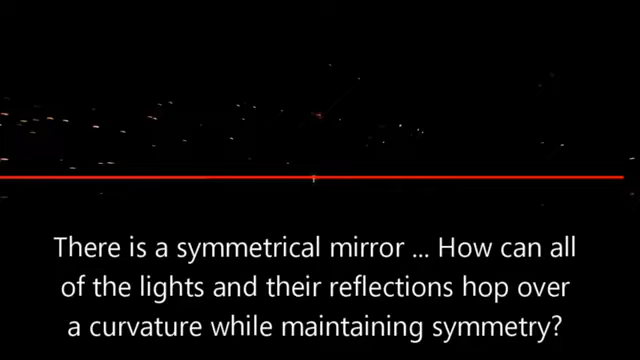 There is a symmetrical mirror ... How can all
of the lights and their reflections hop over
a curvature while maintaining symmetry?